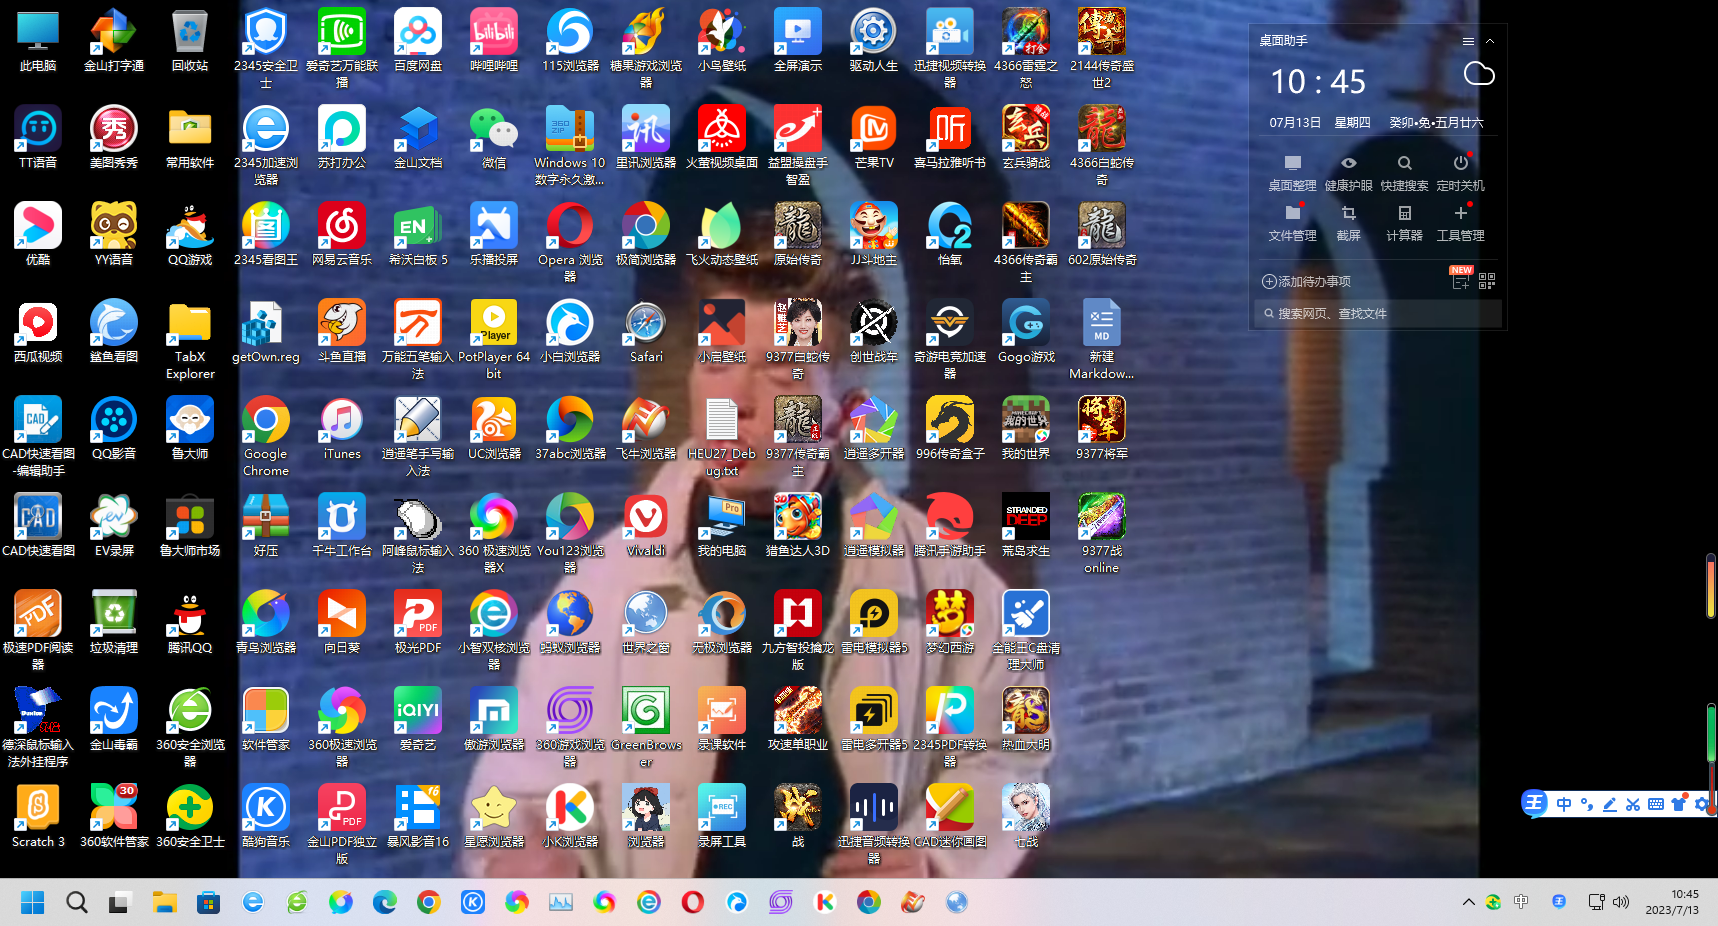 此电脑
金山打字通
回收站
2345安全卫士
爱奇艺万能联播
百度网盘
哔哩哔哩
115浏览器
糖果游戏浏览器
小鸟壁纸
全屏演示
驱动人生
迅捷视频转换器
4366雷霆之怒
2144传奇盛世2
TT语音
美图秀秀
常用软件
2345加速浏览器
苏打办公
金山文档
微信
Windows 10
数字永久激...
里讯浏览器
火萤视频桌面
益盟操盘手智盈
芒果TV
喜马拉雅听书
玄兵骑战
4366白蛇传奇
优酷
YY语音
QQ游戏
2345看图王
网易云音乐
希沃白板 5
乐播投屏
Opera 浏览器
极简浏览器
飞火动态壁纸
原始传奇
JJ斗地主
怡氧
4366传奇霸主
602原始传奇
西瓜视频
鲨鱼看图
TabX Explorer
getOwn.reg
斗鱼直播
万能五笔输入法
PotPlayer 64 bit
小白浏览器
Safari
小启壁纸
9377白蛇传奇
创世战车
奇游电竞加速器
Gogo游戏
新建
Markdow...
CAD快速看图-编辑助手
QQ影音
鲁大师
Google Chrome
iTunes
逍遥笔手写输入法
UC浏览器
37abc浏览器
飞牛浏览器
HEU27_Debug.txt
9377传奇霸主
逍遥多开器
996传奇盒子
我的世界
9377将军
CAD快速看图
EV录屏
鲁大师市场
好压
千牛工作台
阿峰鼠标输入法
360 极速浏览器X
You123浏览器
Vivaldi
我的电脑
猎鱼达人3D
逍遥模拟器
腾讯手游助手
荒岛求生
9377战online
极速PDF阅读器
垃圾清理
腾讯QQ
青鸟浏览器
向日葵
极光PDF
小智双核浏览器
蚂蚁浏览器
世界之窗
无极浏览器
九方智投擒龙版
雷电模拟器5
梦幻西游
全能王C盘清理大师
德深鼠标输入法外挂程序
金山毒霸
360安全浏览器
软件管家
360极速浏览器
爱奇艺
傲游浏览器
360游戏浏览器
GreenBrowser
录课软件
攻速单职业
雷电多开器5
2345PDF转换器
热血大明
Scratch 3
360软件管家
360安全卫士
酷狗音乐
金山PDF独立版
暴风影音16
星愿浏览器
小K浏览器
浏览器
录屏工具
战
迅捷音频转换器
CAD迷你画图
七战
桌面助手
10 : 45
07月13日 星期四 癸卯•兔•五月廿六
桌面整理 健康护眼 快捷搜索 定时关机
文件管理 截屏 计算器 工具管理
添加待办事项
NEW
搜索网页、查找文件
王 中
中
10:45
2023/7/13